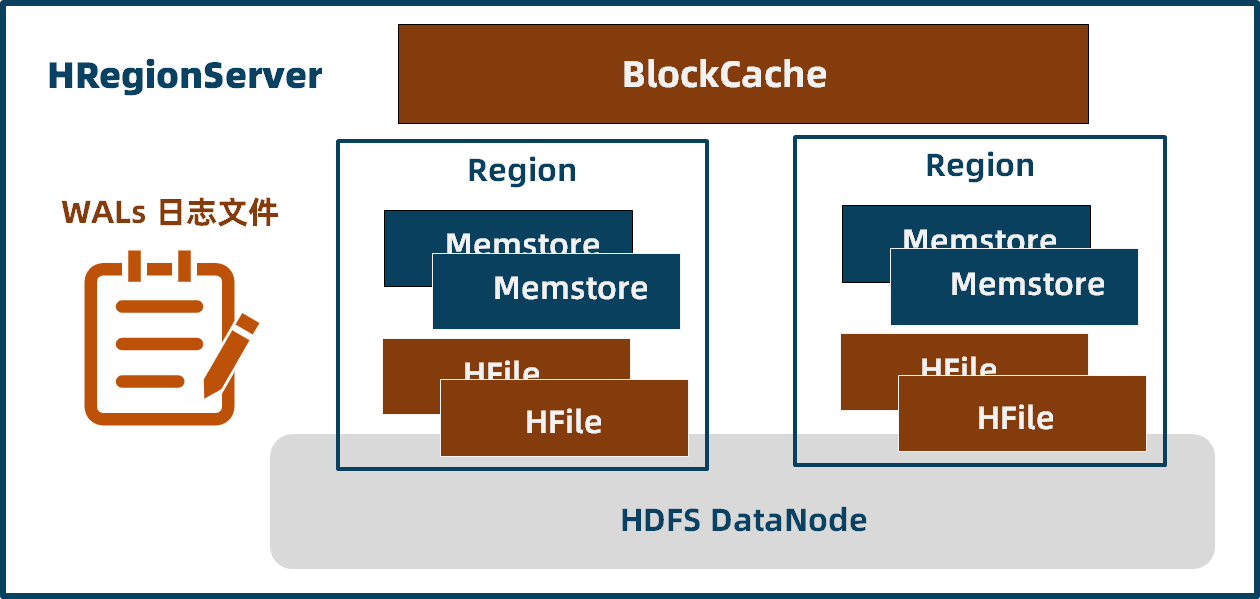 HRegionServer
BlockCache
WALs 日志文件
Region
Memstore
Memstore
HFile
HFile
Region
Memstore
Memstore
HFile
HFile
HDFS DataNode